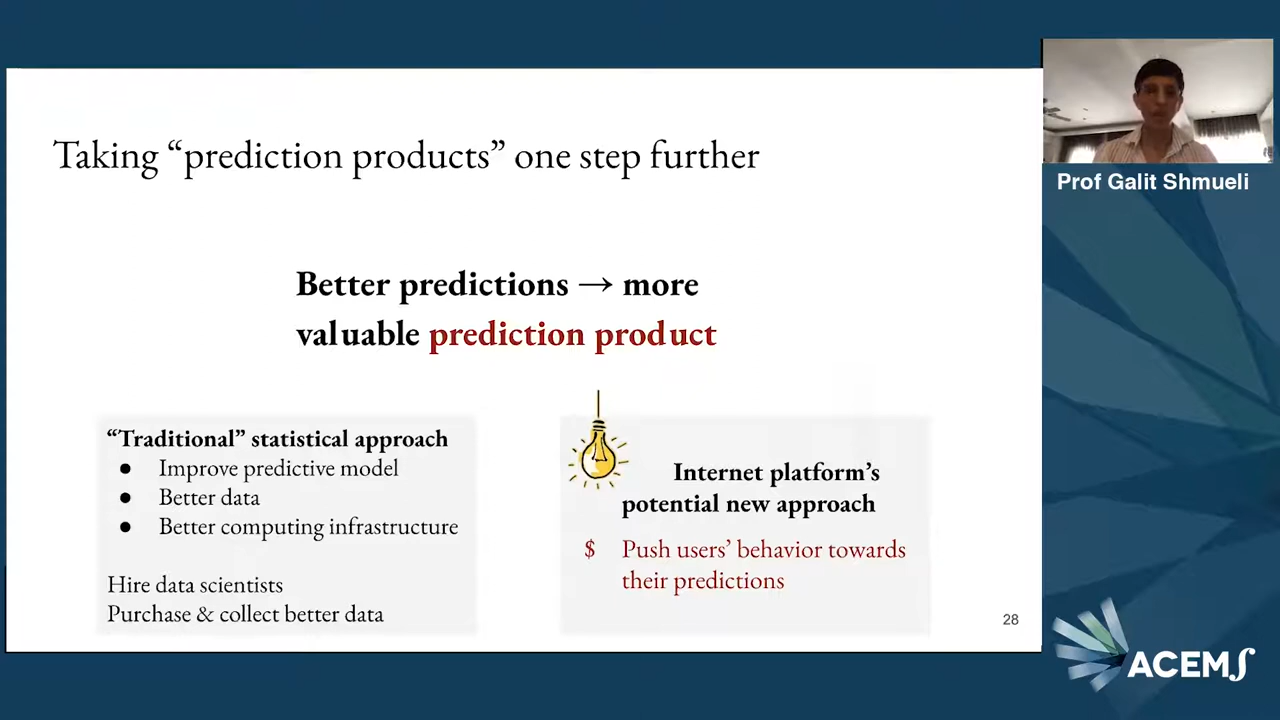 Taking “prediction products” one step further
Better predictions → more
valuable prediction product
“Traditional” statistical approach
● Improve predictive model
● Better data
● Better computing infrastructure
Hire data scientists
Purchase & collect better data
Internet platform’s
potential new approach
$ Push users’ behavior towards
their predictions
28
Prof Galit Shmueli
ACEMS